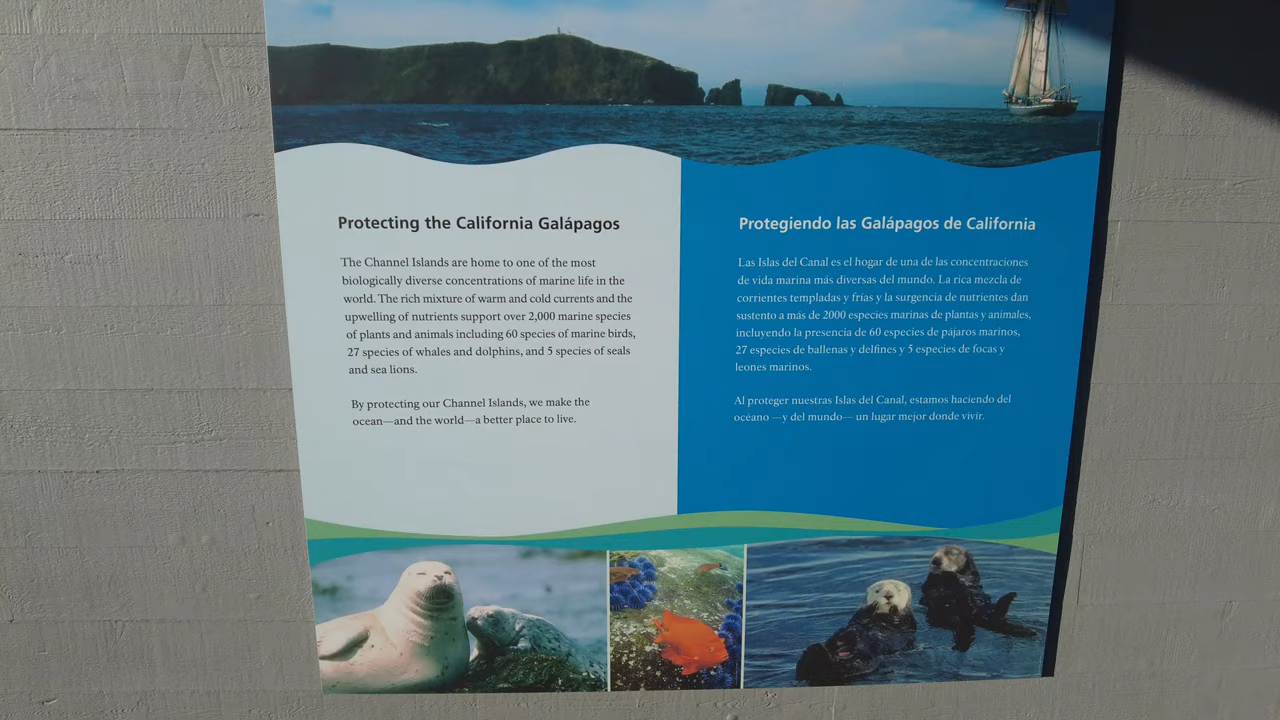 Protecting the California Galápagos
The Channel Islands are home to one of the most
biologically diverse concentrations of marine life in the
world. The rich mixture of warm and cold currents and the
upwelling of nutrients support over 2,000 marine species
of plants and animals including 60 species of marine birds,
27 species of whales and dolphins, and 5 species of seals
and sea lions.
By protecting our Channel Islands, we make the
ocean—and the world—a better place to live.
Protegiendo las Galápagos de California
Las Islas del Canal es el hogar de una de las concentraciones
de vida marina más diversas del mundo. La rica mezcla de
corrientes templadas y frías y la surgencia de nutrientes dan
sustento a más de 2000 especies marinas de plantas y animales,
incluyendo la presencia de 60 especies de pájaros marinos,
27 especies de ballenas y delfines y 5 especies de focas y
leones marinos.
Al proteger nuestras Islas del Canal, estamos haciendo del
océano —y del mundo— un lugar mejor donde vivir.